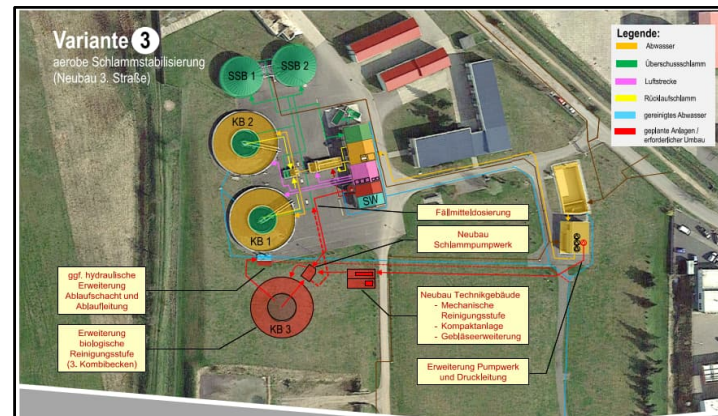 Variante 3
aerobe Schlammstabilisierung
(Neubau 3. Straße)
Legende:
Abwasser
Überschussschlamm
Luftstrecke
Rücklaufschlamm
gereinigtes Abwasser
geplante Anlagen /
erforderlicher Umbau
SSB 1
SSB 2
KB 2
KB 1
SW
KB 3
Fällmitteldosierung
Neubau
Schlammpumpwerk
ggf. hydraulische
Erweiterung
Ablaufschacht und
Ablaufleitung
Erweiterung
biologische
Reinigungsstufe
(3. Kombibecken)
Neubau Technikgebäude
- Mechanische
Reinigungsstufe
- Kompaktanlage
- Gebläseerweiterung
Erweiterung Pumpwerk
und Druckleitung